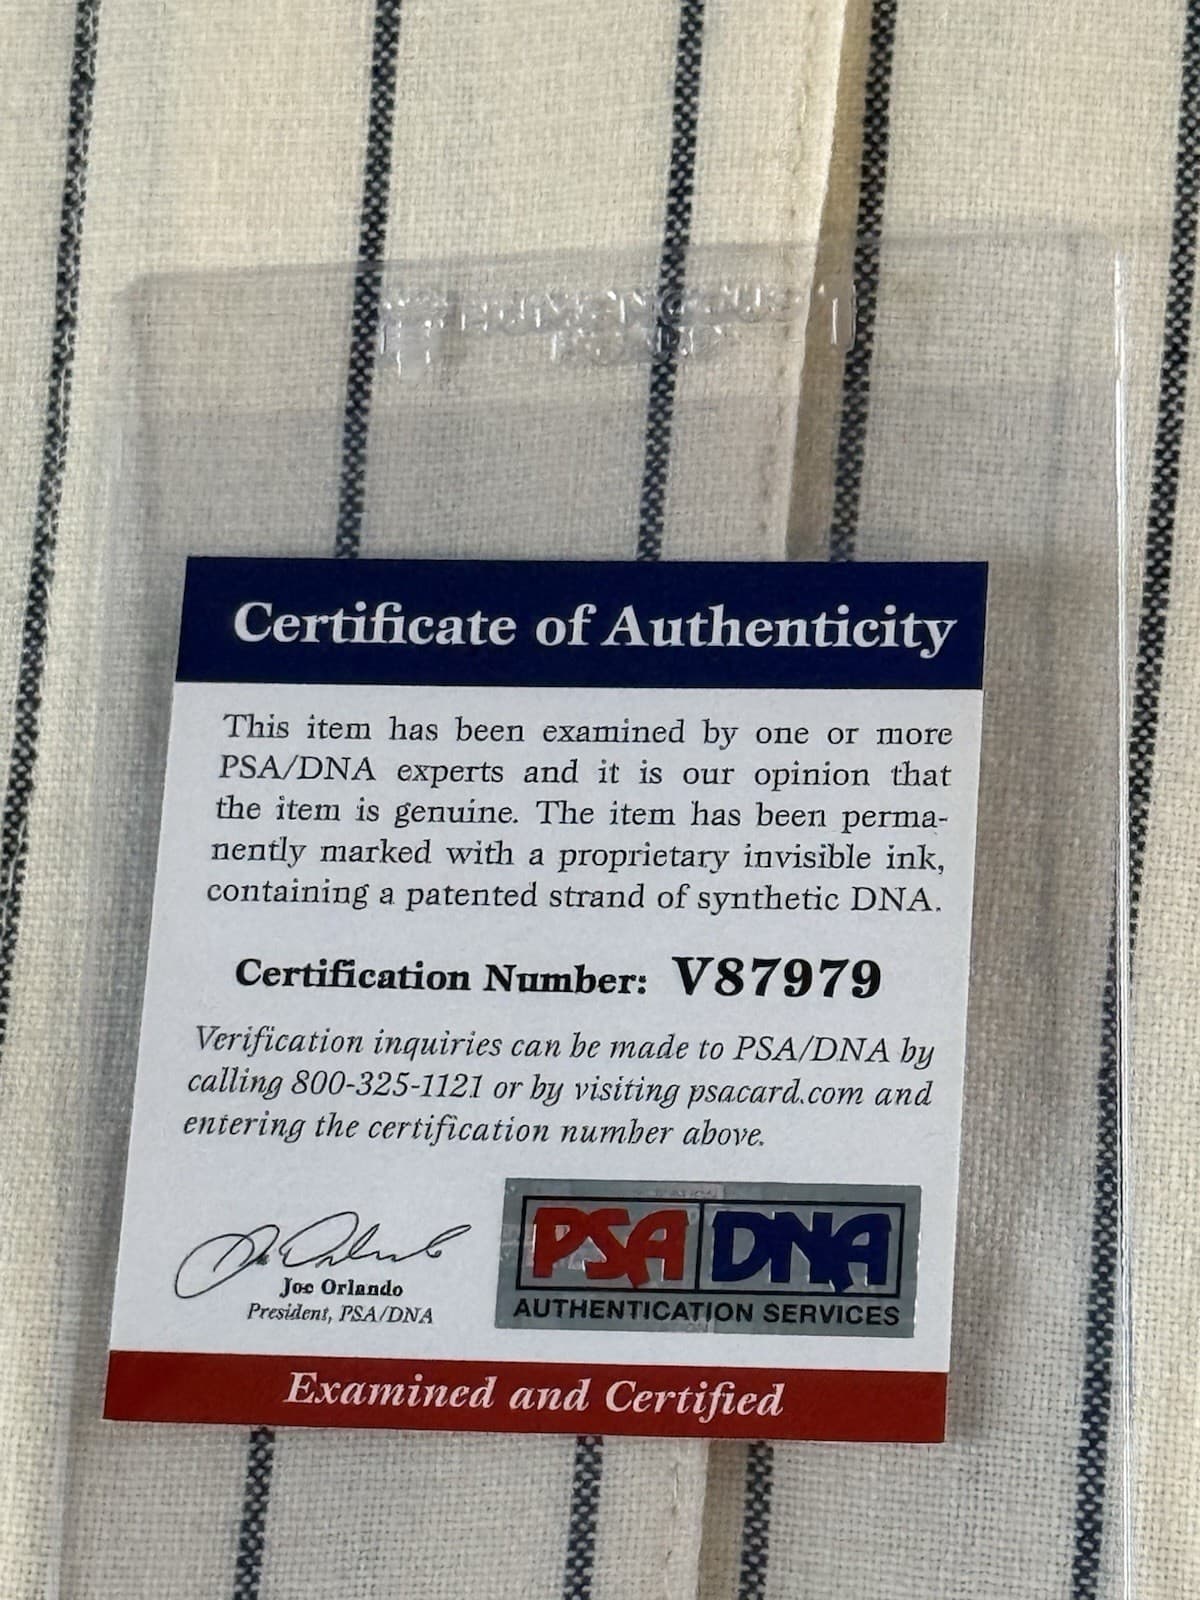 Certificate of Authenticity
This item has been examined by one or more
PSA/DNA experts and it is our opinion that
the item is genuine. The item has been perma-
nently marked with a proprietary invisible ink,
containing a patented strand of synthetic DNA.
Certification Number: V87979
Verification inquiries can be made to PSA/DNA by
calling 800-325-1121 or by visiting psacard.com and
entering the certification number above.
Joe Orlando
Joe Orlando
President, PSA/DNA
PSA DNA
AUTHENTICATION SERVICES
Examined and Certified